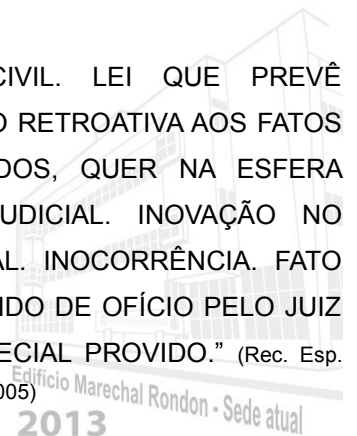 CIVIL. LEI QUE PREVÊ
O RETROATIVA AOS FATOS
DOS, QUER NA ESFERA
UDICIAL. INOVAÇÃO NO
AL. INOCORRÊNCIA. FATO
IDO DE OFÍCIO PELO JUIZ
ECIAL PROVIDO.” (Rec. Esp.
005)
Edifício Marechal Rondon - Sede atual
2013